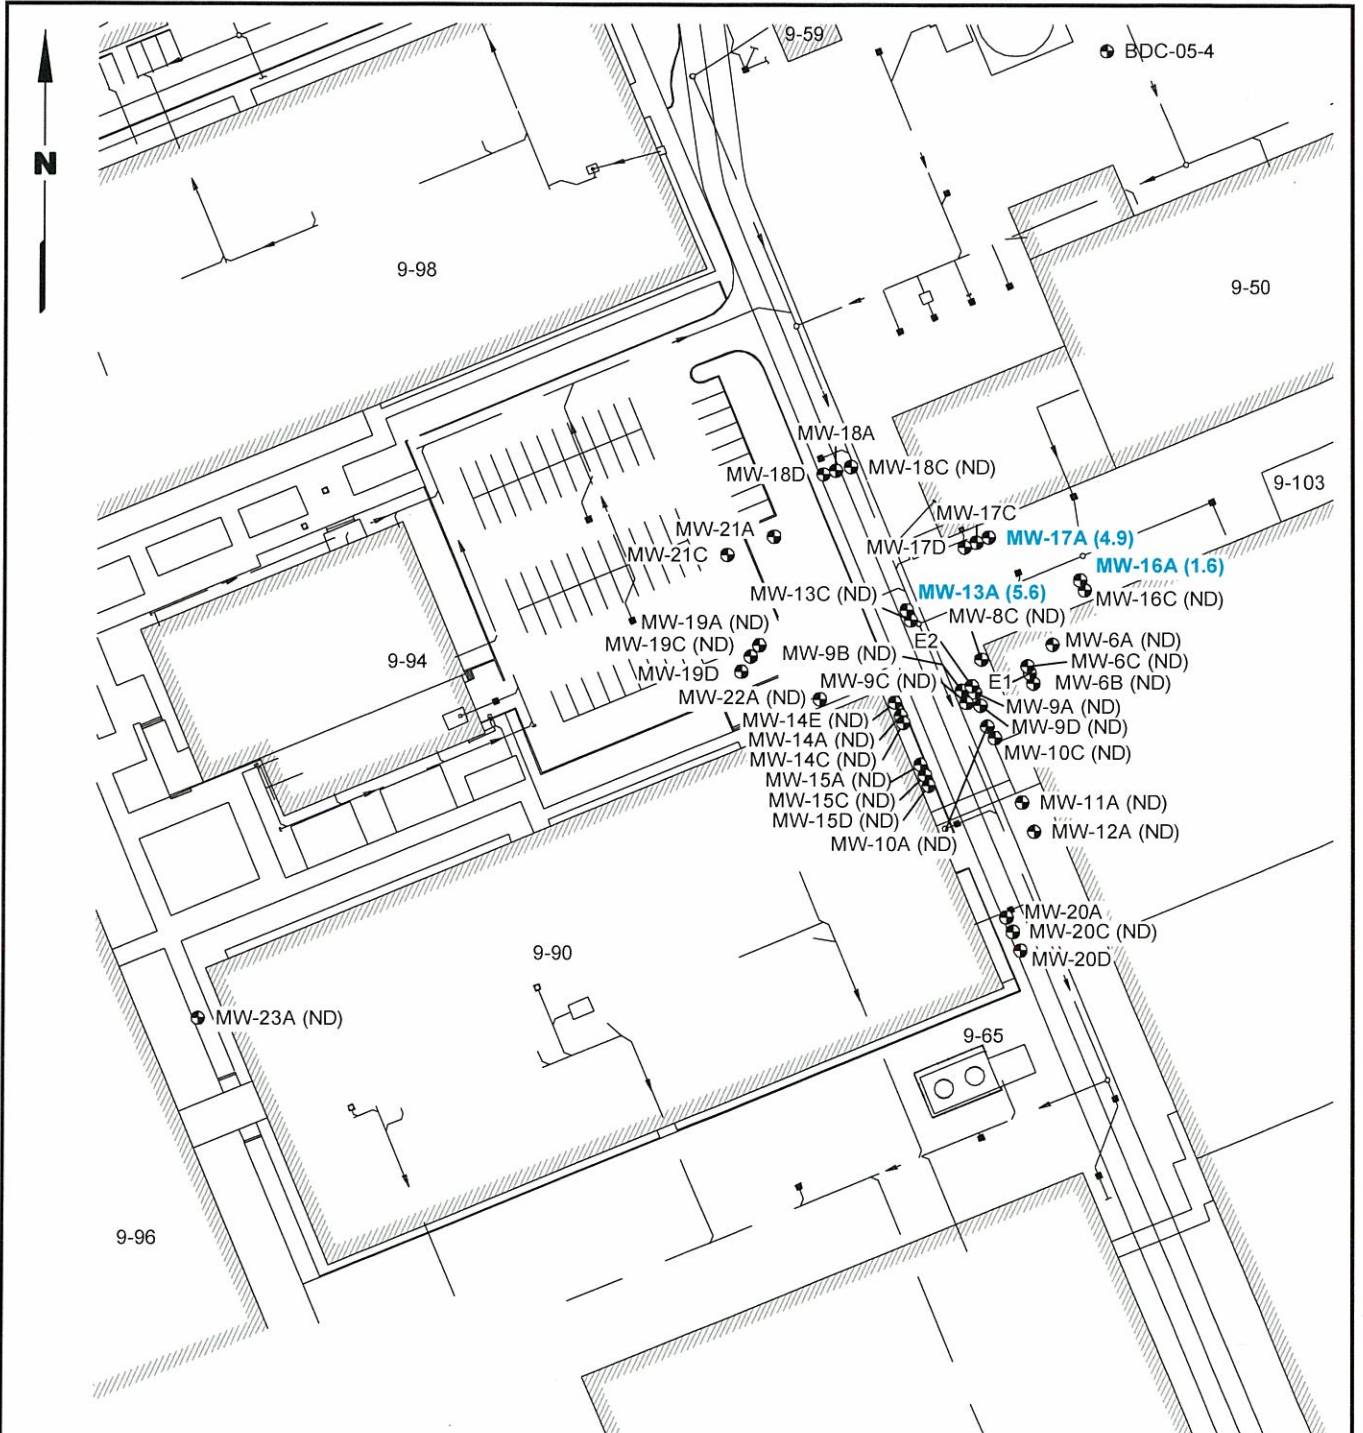 9-59
BDC-05-4
N
9-98
9-50
MW-18A
MW-18D
MW-18C (ND)
9-103
MW-17C
MW-21A
MW-17D
MW-17A (4.9)
MW-21C
MW-16A (1.6)
MW-13C (ND)
MW-13A (5.6)
MW-16C (ND)
MW-8C (ND)
MW-19A (ND)
E2
MW-6A (ND)
MW-19C (ND)
MW-9B (ND)
MW-6C (ND)
9-94
MW-19D
MW-9C (ND)
E1
MW-6B (ND)
MW-22A (ND)
MW-9A (ND)
MW-14E (ND)
MW-9D (ND)
MW-14A (ND)
MW-10C (ND)
MW-14C (ND)
MW-15A (ND)
MW-15C (ND)
MW-11A (ND)
MW-15D (ND)
MW-12A (ND)
MW-10A (ND)
MW-20A
MW-20C (ND)
9-90
MW-20D
MW-23A (ND)
9-65
9-96